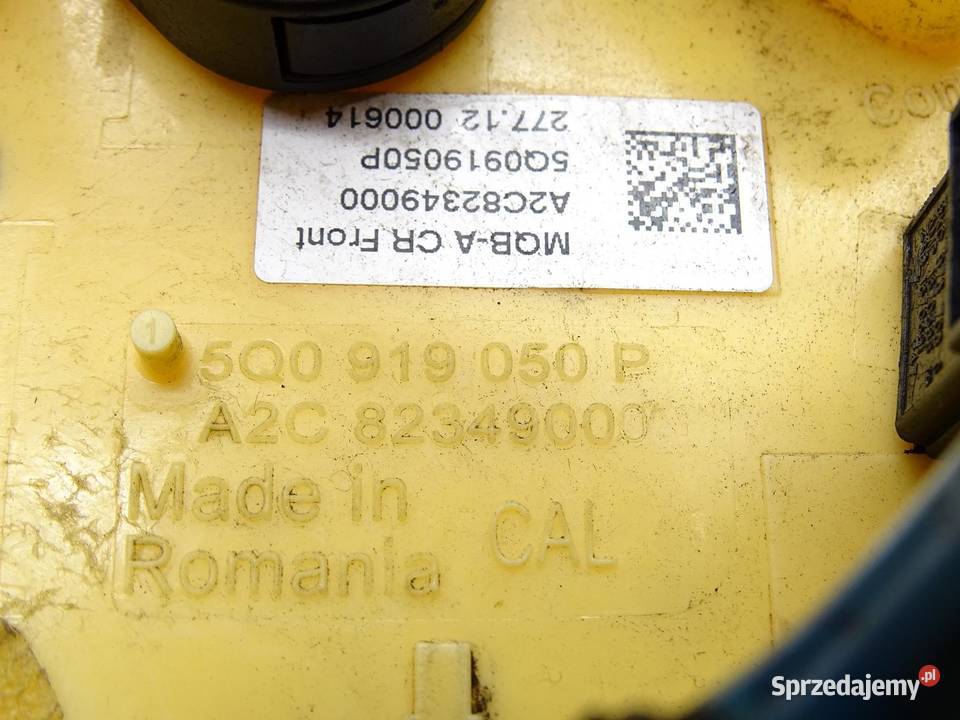 MQB-A CR Front
A2C82349000
5Q0919050P
277.12 000614
1
5Q0 919 050 P
A2C 82349000
Made in
Romania
CAL
Sprzedajemy.pl